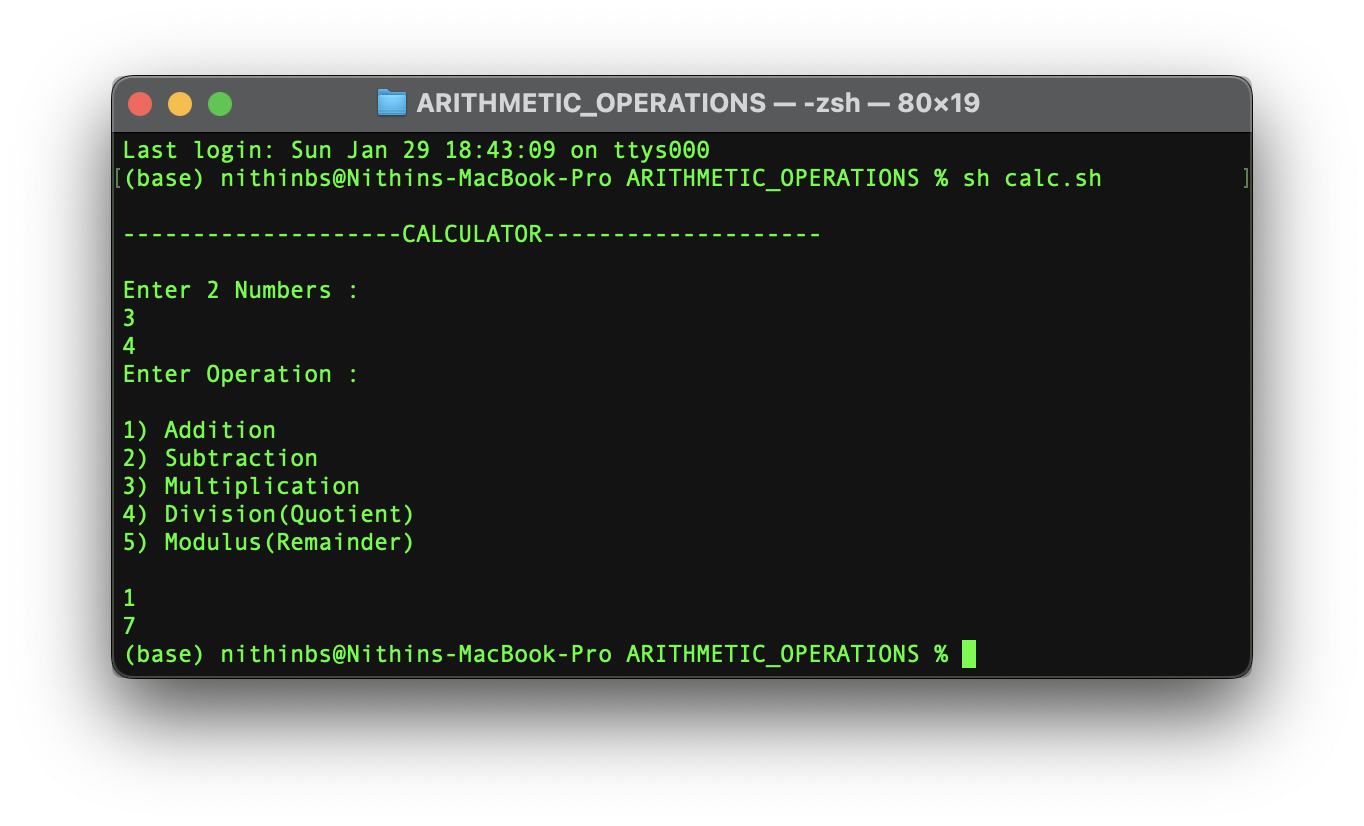 ARITHMETIC_OPERATIONS — -zsh — 80×19
Last login: Sun Jan 29 18:43:09 on ttys000
[(base) nithinbs@Nithins-MacBook-Pro ARITHMETIC_OPERATIONS % sh calc.sh ]
--------------------CALCULATOR--------------------
Enter 2 Numbers :
3
4
Enter Operation :
1) Addition
2) Subtraction
3) Multiplication
4) Division(Quotient)
5) Modulus(Remainder)
1
7
(base) nithinbs@Nithins-MacBook-Pro ARITHMETIC_OPERATIONS %